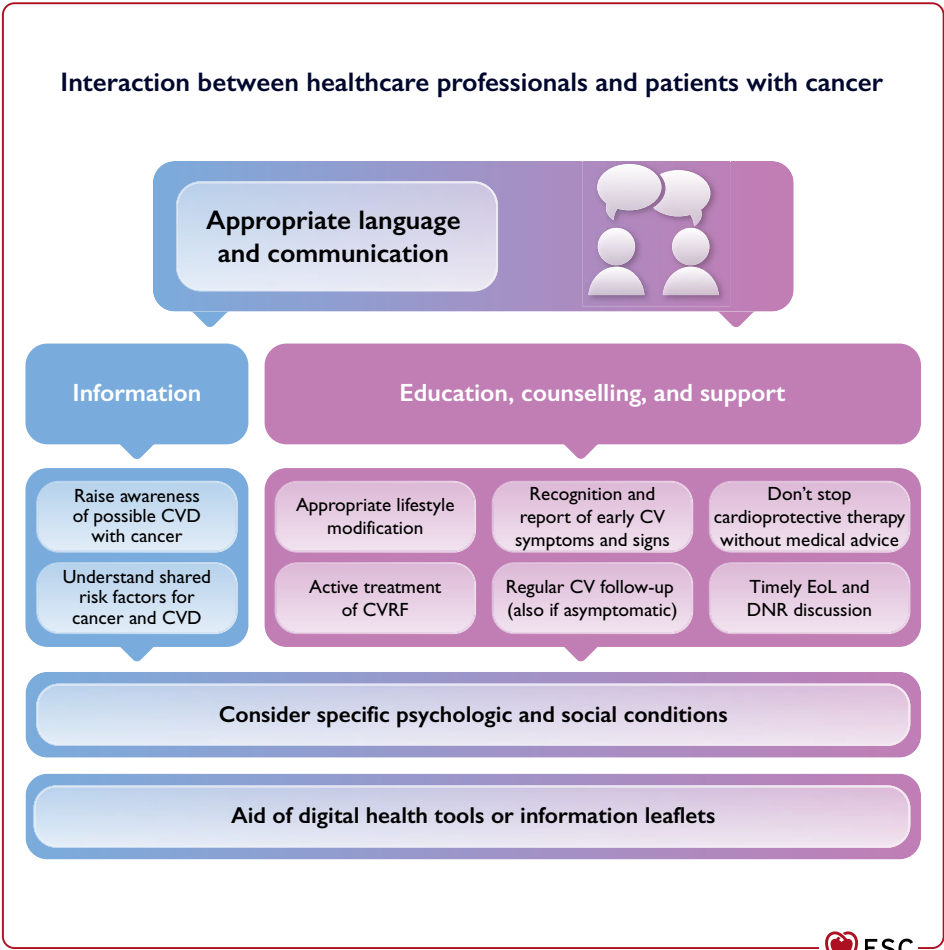 Interaction between healthcare professionals and patients with cancer
Appropriate language
and communication
Information
Education, counselling, and support
Raise awareness
of possible CVD
with cancer
Understand shared
risk factors for
cancer and CVD
Appropriate lifestyle
modification
Recognition and
report of early CV
symptoms and signs
Don't stop
cardioprotective therapy
without medical advice
Active treatment
of CVRF
Regular CV follow-up
(also if asymptomatic)
Timely EoL and
DNR discussion
Consider specific psychologic and social conditions
Aid of digital health tools or information leaflets
ESC